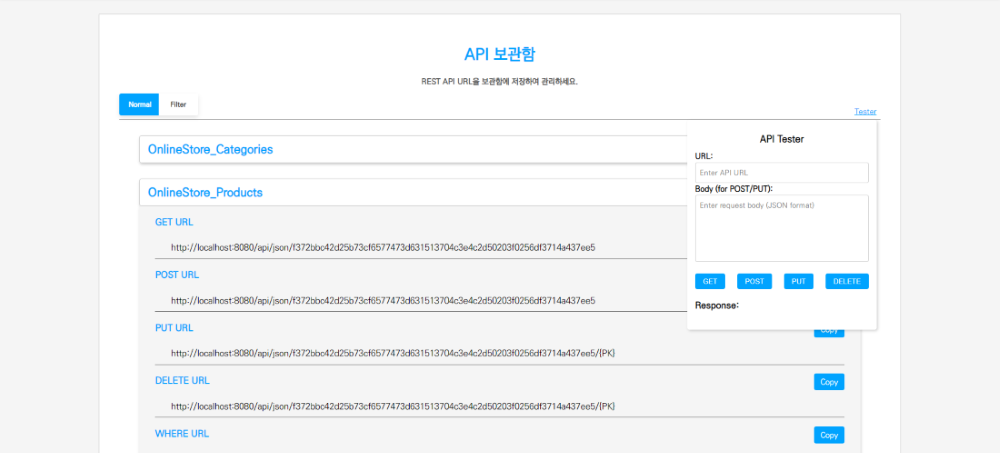 API 보관함
REST API URL을 보관함에 저장하여 관리하세요.
Normal
Filter
Tester
OnlineStore_Categories
OnlineStore_Products
GET URL
http://localhost:8080/api/json/f372bbc42d25b73cf6577473d631513704c3e4c2d50203f0256df3714a437ee5
POST URL
http://localhost:8080/api/json/f372bbc42d25b73cf6577473d631513704c3e4c2d50203f0256df3714a437ee5
PUT URL
Copy
http://localhost:8080/api/json/f372bbc42d25b73cf6577473d631513704c3e4c2d50203f0256df3714a437ee5/{PK}
DELETE URL
Copy
http://localhost:8080/api/json/f372bbc42d25b73cf6577473d631513704c3e4c2d50203f0256df3714a437ee5/{PK}
WHERE URL
Copy
API Tester
URL:
Enter API URL
Body (for POST/PUT):
Enter request body (JSON format)
GET
POST
PUT
DELETE
Response: